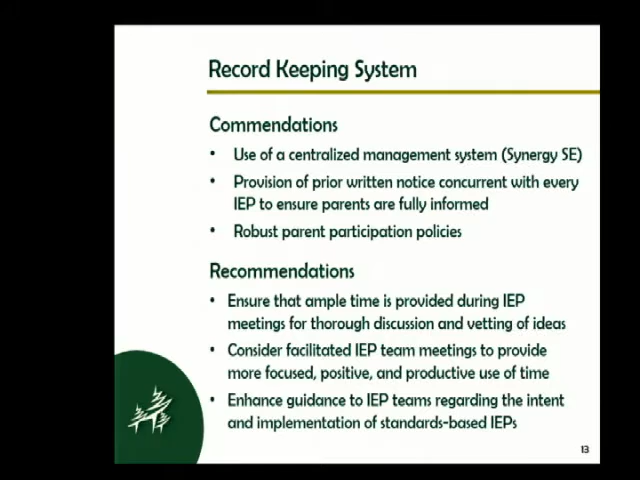 Record Keeping System
Commendations
• Use of a centralized management system (Synergy SE)
• Provision of prior written notice concurrent with every
IEP to ensure parents are fully informed
• Robust parent participation policies
Recommendations
• Ensure that ample time is provided during IEP
meetings for thorough discussion and vetting of ideas
• Consider facilitated IEP team meetings to provide
more focused, positive, and productive use of time
• Enhance guidance to IEP teams regarding the intent
and implementation of standards-based IEPs
13